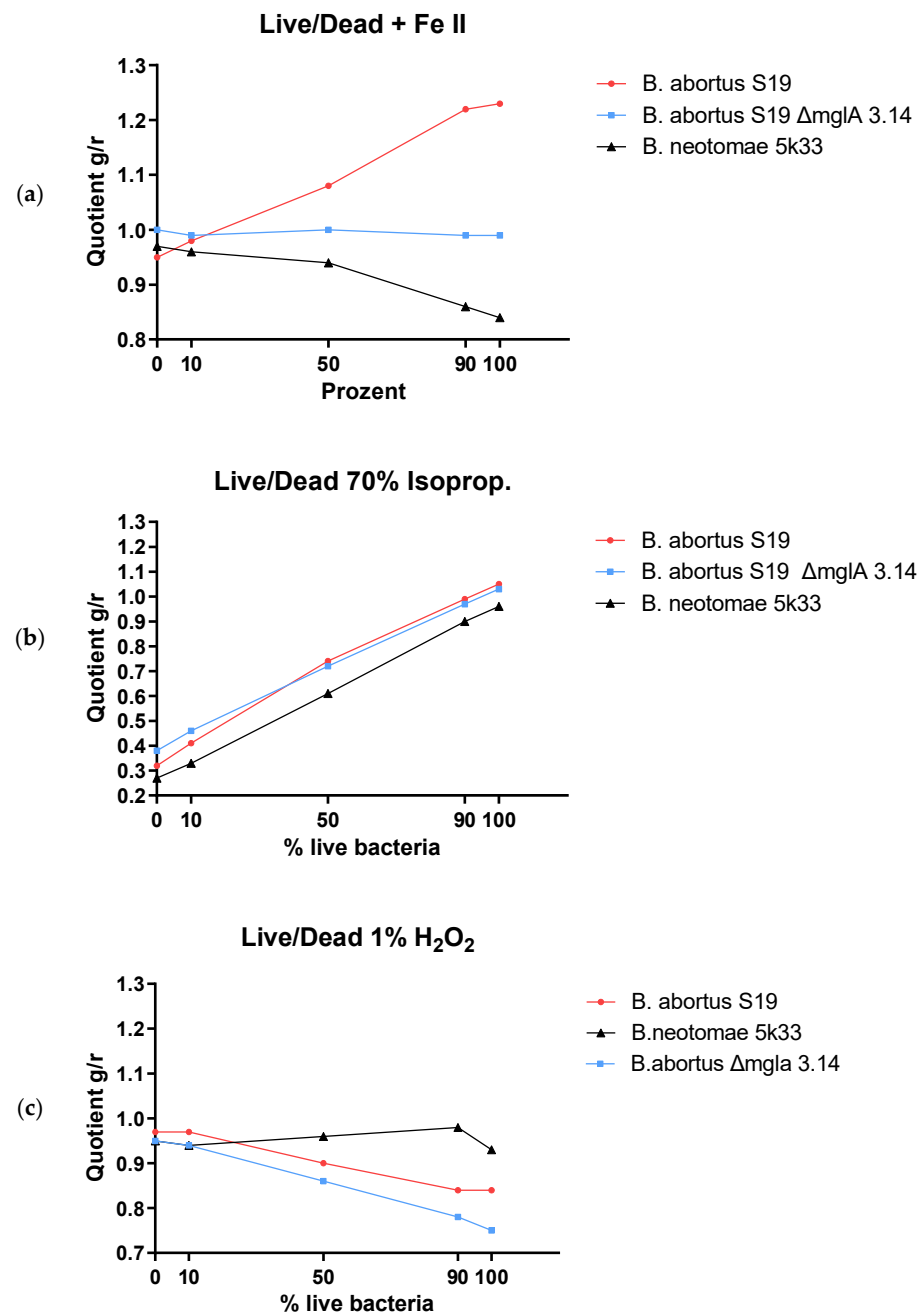 Live/Dead + Fe II
(a)
Quotient g/r
1.3
1.2
1.1
1.0
0.9
0.8
0 10 50 90 100
Prozent
B. abortus S19
B. abortus S19 ΔmglA 3.14
B. neotomae 5k33
Live/Dead 70% Isoprop.
(b)
Quotient g/r
1.3
1.2
1.1
1.0
0.9
0.8
0.7
0.6
0.5
0.4
0.3
0.2
0 10 50 90 100
% live bacteria
B. abortus S19
B. abortus S19 ΔmglA 3.14
B. neotomae 5k33
Live/Dead 1% H₂O₂
(c)
Quotient g/r
1.3
1.2
1.1
1.0
0.9
0.8
0.7
0 10 50 90 100
% live bacteria
B. abortus S19
B.neotomae 5k33
B.abortus Δmgla 3.14